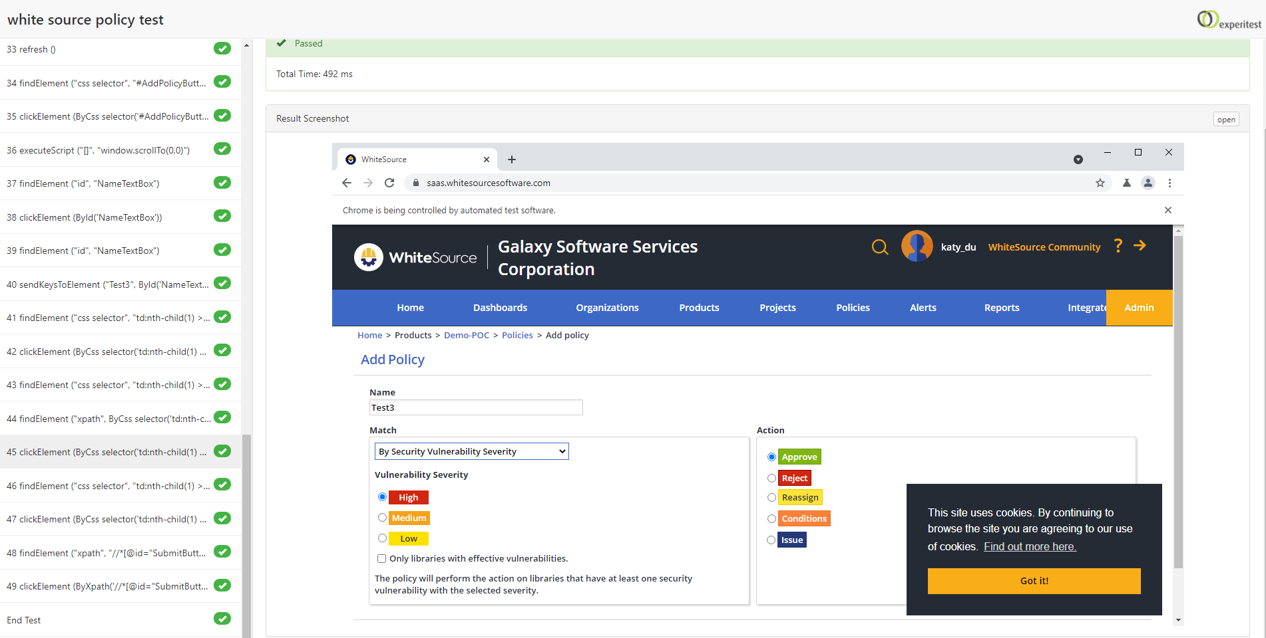 white source policy test
experitest
33 refresh ()
34 findElement ("css selector", "#AddPolicyButt...
35 clickElement (ByCss selector('#AddPolicyButt...
36 executeScript ("[]", "window.scrollTo(0,0)")
37 findElement ("id", "NameTextBox")
38 clickElement (ById('NameTextBox'))
39 findElement ("id", "NameTextBox")
40 sendKeysToElement ("Test3", ById('NameText...
41 findElement ("css selector", "td:nth-child(1) >...
42 clickElement (ByCss selector('td:nth-child(1) ...
43 findElement ("css selector", "td:nth-child(1) >...
44 findElement ("xpath", ByCss selector('td:nth-c...
45 clickElement (ByCss selector('td:nth-child(1) ...
46 findElement ("css selector", "td:nth-child(1) >...
47 clickElement (ByCss selector('td:nth-child(1) ...
48 findElement ("xpath", "//*[@id="SubmitButt...
49 clickElement (ByXpath('//*[@id="SubmitButt...
End Test
Passed
Total Time: 492 ms
Result Screenshot
open
WhiteSource
saas.whitesourcesoftware.com
Chrome is being controlled by automated test software.
WhiteSource
Galaxy Software Services
Corporation
katy_du
WhiteSource Community
?
Home
Dashboards
Organizations
Products
Projects
Policies
Alerts
Reports
Integrate
Admin
Home > Products > Demo-POC > Policies > Add policy
Add Policy
Name
Test3
Match
By Security Vulnerability Severity
Vulnerability Severity
High
Medium
Low
Only libraries with effective vulnerabilities.
The policy will perform the action on libraries that have at least one security
vulnerability with the selected severity.
Action
Approve
Reject
Reassign
Conditions
Issue
This site uses cookies. By continuing to
browse the site you are agreeing to our use
of cookies. Find out more here.
Got it!